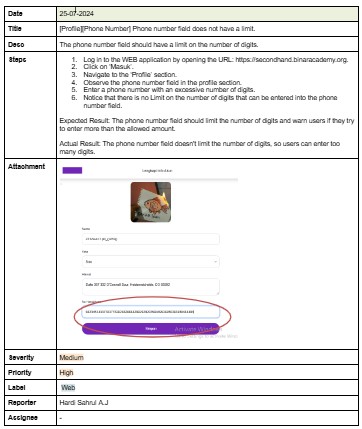 Date 25-07-2024
Title [Profile][Phone Number] Phone number field does not have a limit.
Desc The phone number field should have a limit on the number of digits.
Steps 1. Log in to the WEB application by opening the URL: https://secondhand.binaracademy.org.
2. Click on 'Masuk'.
3. Navigate to the 'Profile' section.
4. Observe the phone number field in the profile section.
5. Enter a phone number with an excessive number of digits.
6. Notice that there is no Limit on the number of digits that can be entered into the phone
number field.
Expected Result: The phone number field should limit the number of digits and warn users if they try
to enter more than the allowed amount.
Actual Result: The phone number field doesn't limit the number of digits, so users can enter too
many digits.
Attachment
Lengkapi Info Akun
Nama
Kota
Alamat
Simpan
Activate Windows
Severity Medium
Priority High
Label Web
Reporter Hardi Sahrul A.J
Assignee -